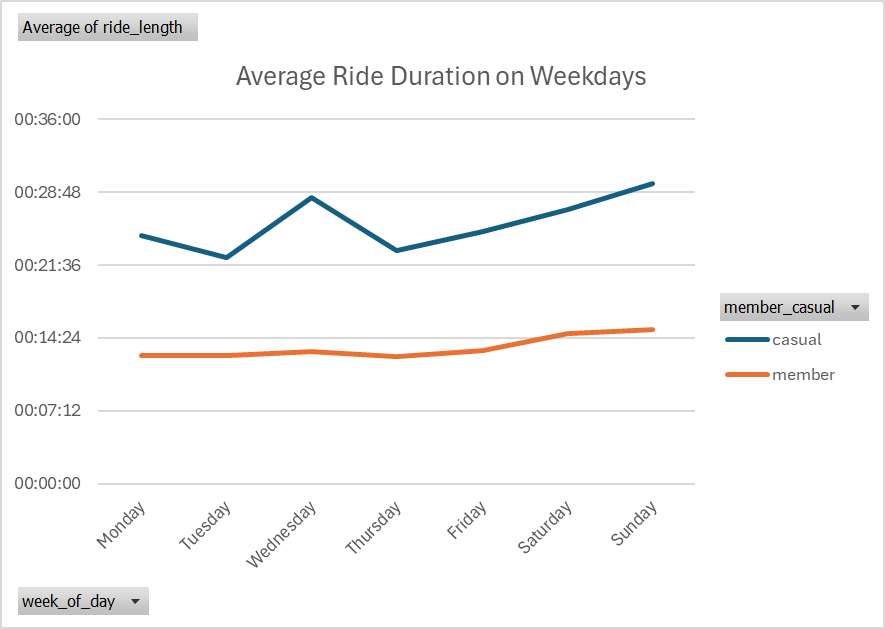 Average of ride_length
Average Ride Duration on Weekdays
00:36:00
00:28:48
00:21:36
00:14:24
00:07:12
00:00:00
Monday
Tuesday
Wednesday
Thursday
Friday
Saturday
Sunday
member_casual
casual
member
week_of_day